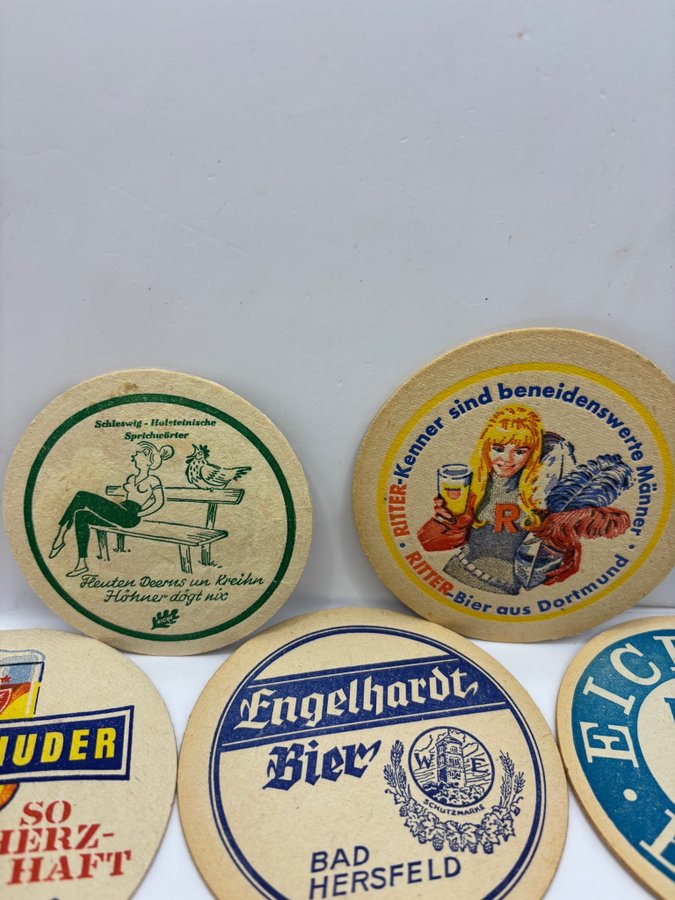 Schleswig - Holsteinische
Sprichwörter
Fleuten Deerns un Kreihn
Höhner dögt nix
RITTER-Kenner sind beneidenswerte Männer
R
RITTER-Bier aus Dortmund
UDER
SO
HERZ-
HAFT
Engelhardt
Bier
W E
SCHUTZMARKE
BAD
HERSFELD
EIC